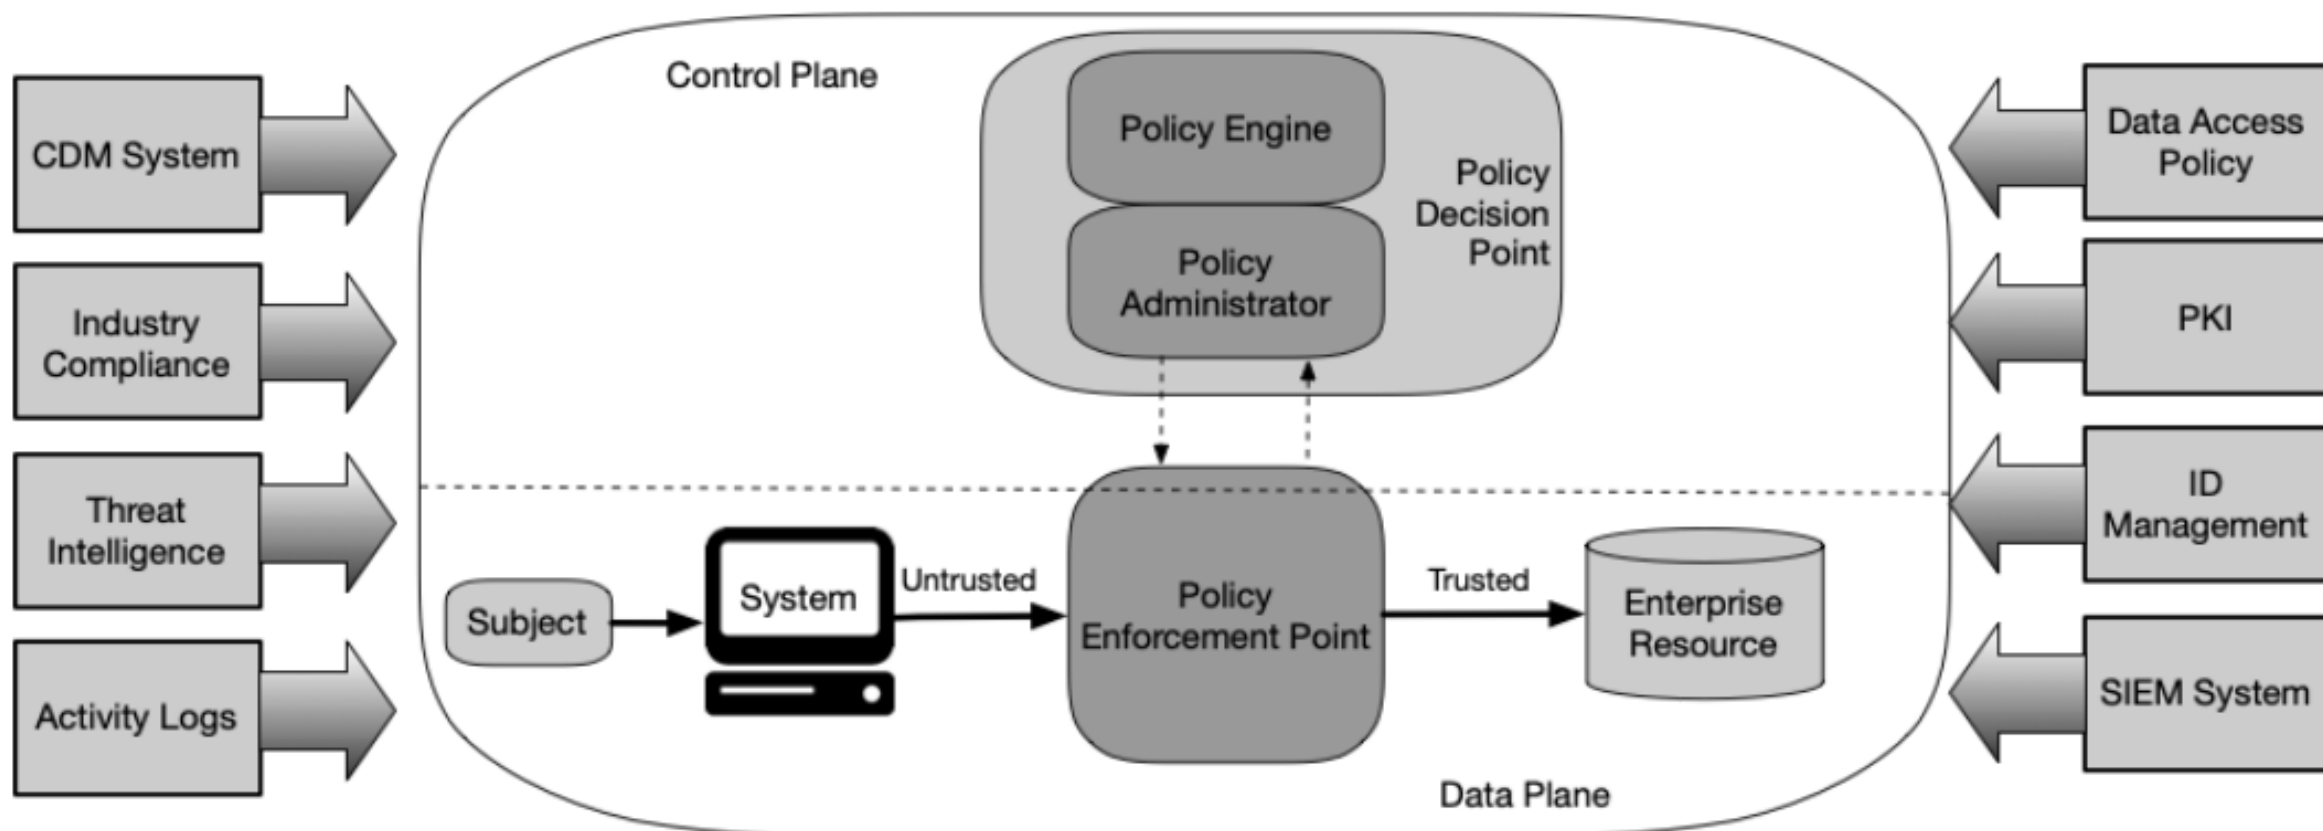 Control Plane
CDM System
Industry
Compliance
Threat
Intelligence
Activity Logs
Policy Engine
Policy
Administrator
Policy
Decision
Point
Subject
System
Untrusted
Policy
Enforcement Point
Trusted
Enterprise
Resource
Data Plane
Data Access
Policy
PKI
ID
Management
SIEM System